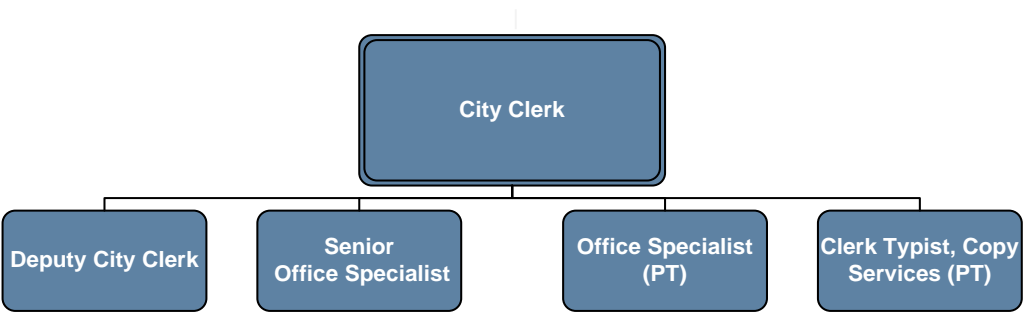 City Clerk
Deputy City Clerk
Senior
Office Specialist
Office Specialist
(PT)
Clerk Typist, Copy
Services (PT)